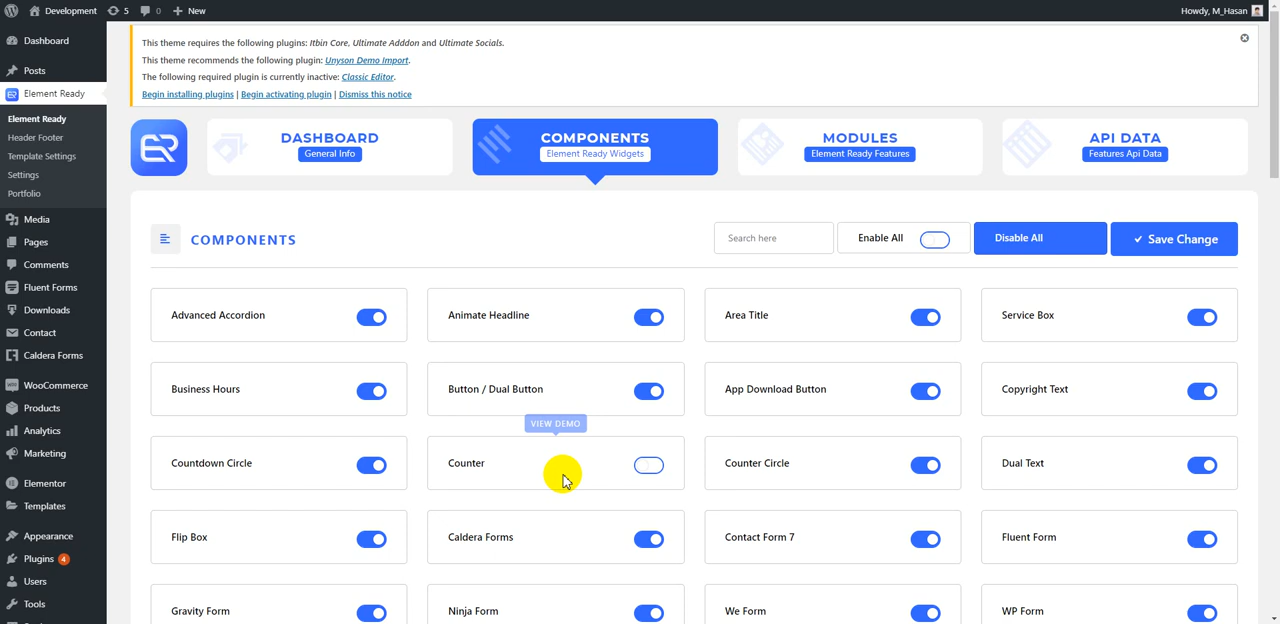 Development 5 0 New Howdy, M_Hasan
Dashboard
Posts
Element Ready
Element Ready
Header Footer
Template Settings
Settings
Portfolio
Media
Pages
Comments
Fluent Forms
Downloads
Contact
Caldera Forms
WooCommerce
Products
Analytics
Marketing
Elementor
Templates
Appearance
Plugins 4
Users
Tools
This theme requires the following plugins: Itbin Core, Ultimate Adddon and Ultimate Socials.
This theme recommends the following plugin: Unyson Demo Import.
The following required plugin is currently inactive: Classic Editor.
Begin installing plugins | Begin activating plugin | Dismiss this notice
ER
DASHBOARD
General Info
COMPONENTS
Element Ready Widgets
MODULES
Element Ready Features
API DATA
Features Api Data
COMPONENTS
Search here
Enable All
Disable All
✔ Save Change
Advanced Accordion
Animate Headline
Area Title
Service Box
Business Hours
Button / Dual Button
App Download Button
Copyright Text
VIEW DEMO
Countdown Circle
Counter
Counter Circle
Dual Text
Flip Box
Caldera Forms
Contact Form 7
Fluent Form
Gravity Form
Ninja Form
We Form
WP Form